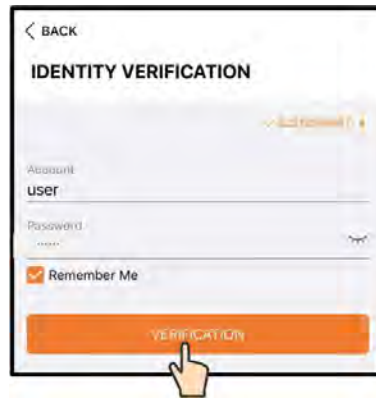 < BACK
IDENTITY VERIFICATION
Account
user
Password
......
Remember Me
VERIFICATION